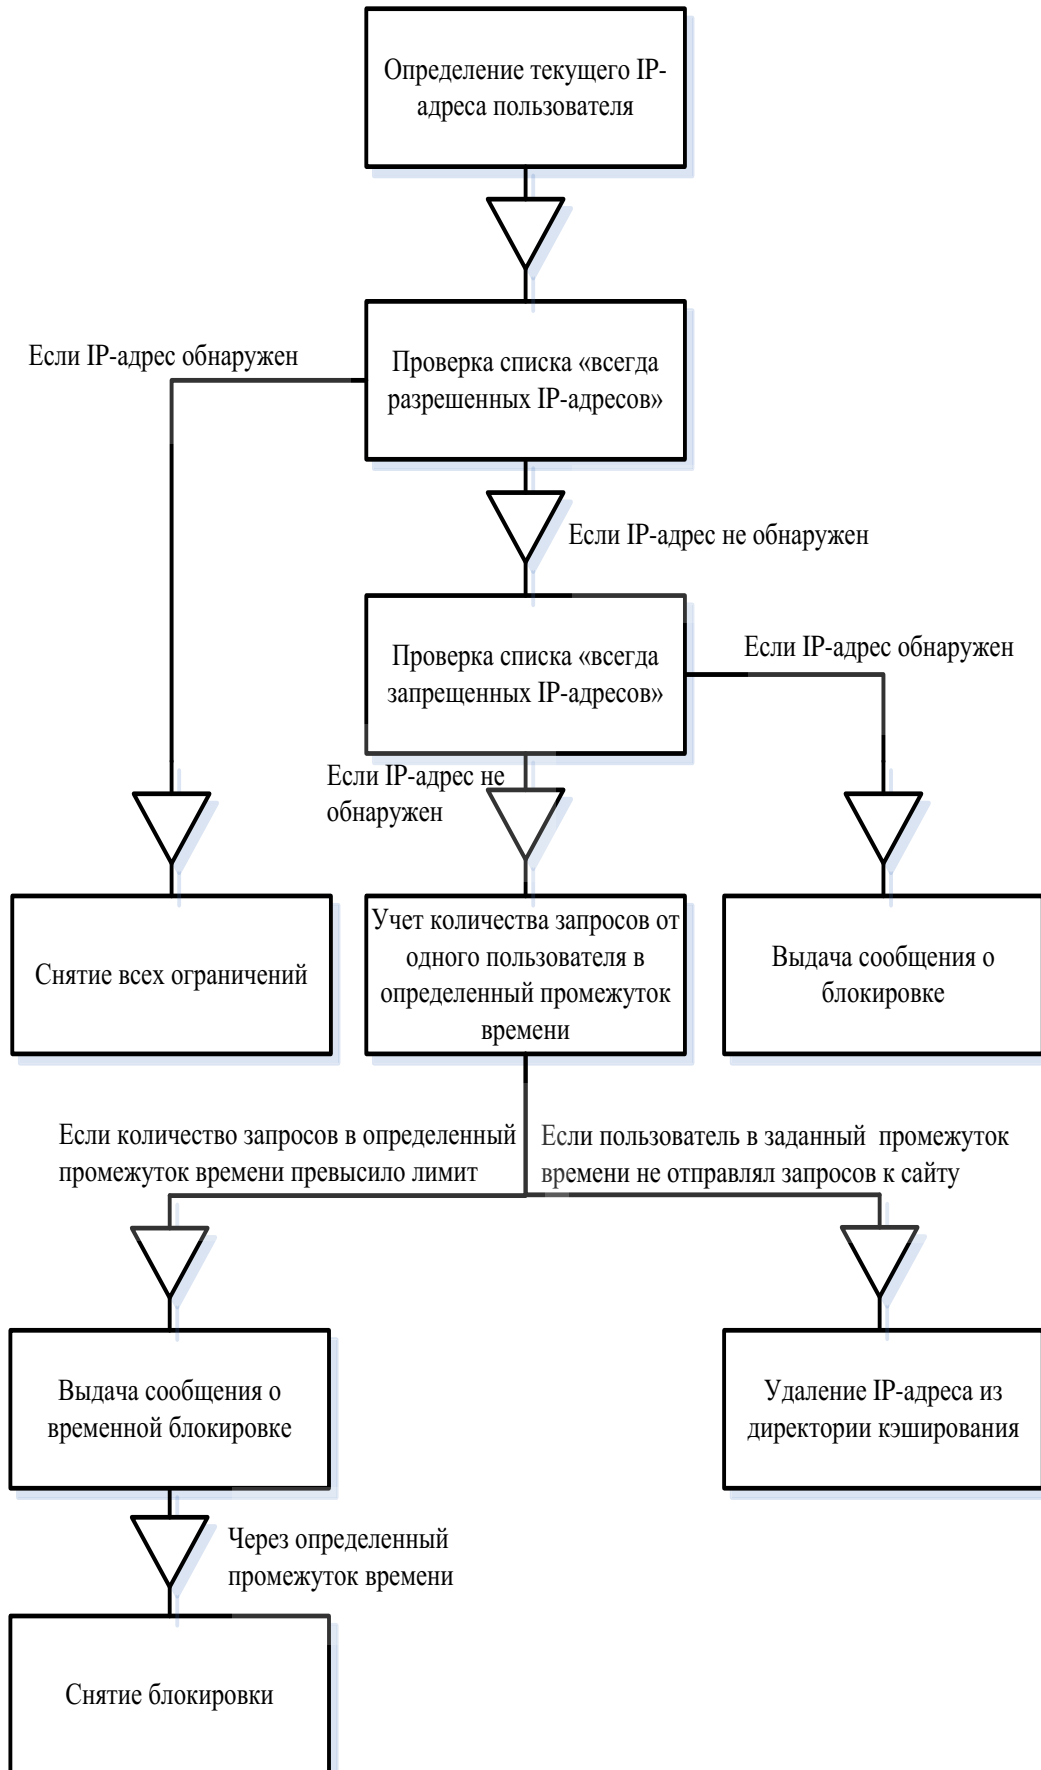 Определение текущего IP-
адреса пользователя
Если IP-адрес обнаружен
Проверка списка «всегда
разрешенных IP-адресов»
Если IP-адрес не обнаружен
Проверка списка «всегда
запрещенных IP-адресов»
Если IP-адрес обнаружен
Если IP-адрес не
обнаружен
Снятие всех ограничений
Учет количества запросов от
одного пользователя в
определенный промежуток
времени
Выдача сообщения о
блокировке
Если количество запросов в определенный
промежуток времени превысило лимит
Если пользователь в заданный  промежуток
времени не отправлял запросов к сайту
Выдача сообщения о
временной блокировке
Удаление IP-адреса из
директории кэширования
Через определенный
промежуток времени
Снятие блокировки